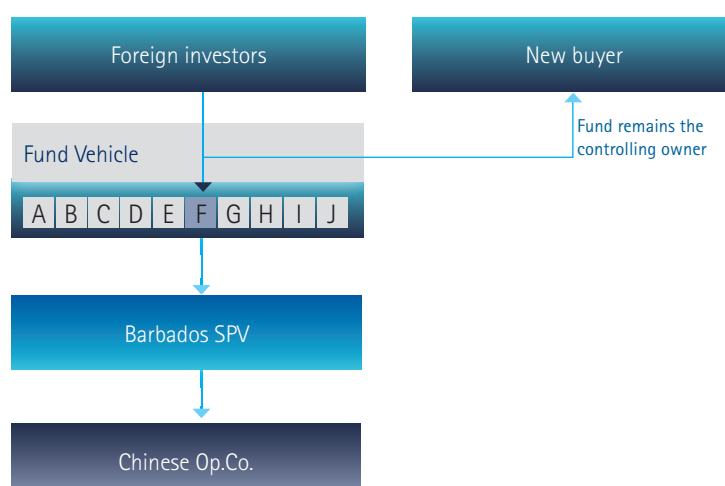 Foreign investors
New buyer
Fund remains the
controlling owner
Fund Vehicle
A B C D E F G H I J
Barbados SPV
Chinese Op.Co.